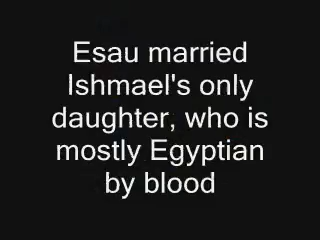 Esau married
Ishmael's only
daughter, who is
mostly Egyptian
by blood